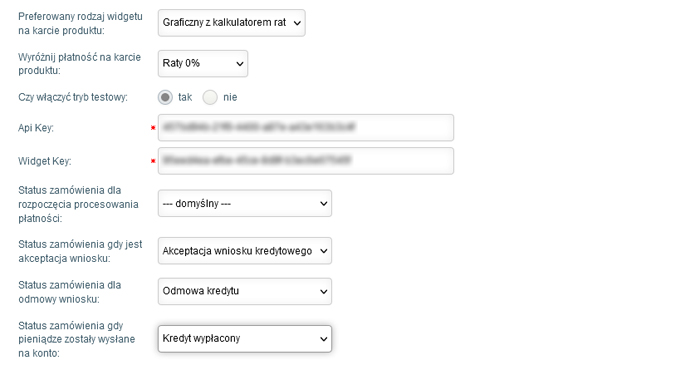 Preferowany rodzaj widgetu
na karcie produktu:
Graficzny z kalkulatorem rat
Wyróżnij płatność na karcie
produktu:
Raty 0%
Czy włączyć tryb testowy:
tak
nie
Api Key:
Widget Key:
Status zamówienia dla
rozpoczęcia procesowania
płatności:
--- domyślny ---
Status zamówienia gdy jest
akceptacja wniosku:
Akceptacja wniosku kredytowego
Status zamówienia dla
odmowy wniosku:
Odmowa kredytu
Status zamówienia gdy
pieniądze zostały wysłane
na konto:
Kredyt wypłacony